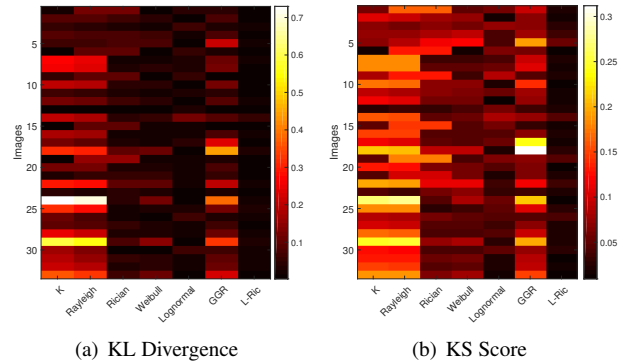 0.7
0.6
0.5
0.4
0.3
0.2
0.1
5
10
15
20
25
30
Images
K
Rayleigh
Rician
Weibull
Lognormal
GGR
L-Ric
(a) KL Divergence
0.3
0.25
0.2
0.15
0.1
0.05
5
10
15
20
25
30
Images
K
Rayleigh
Rician
Weibull
Lognormal
GGR
L-Ric
(b) KS Score